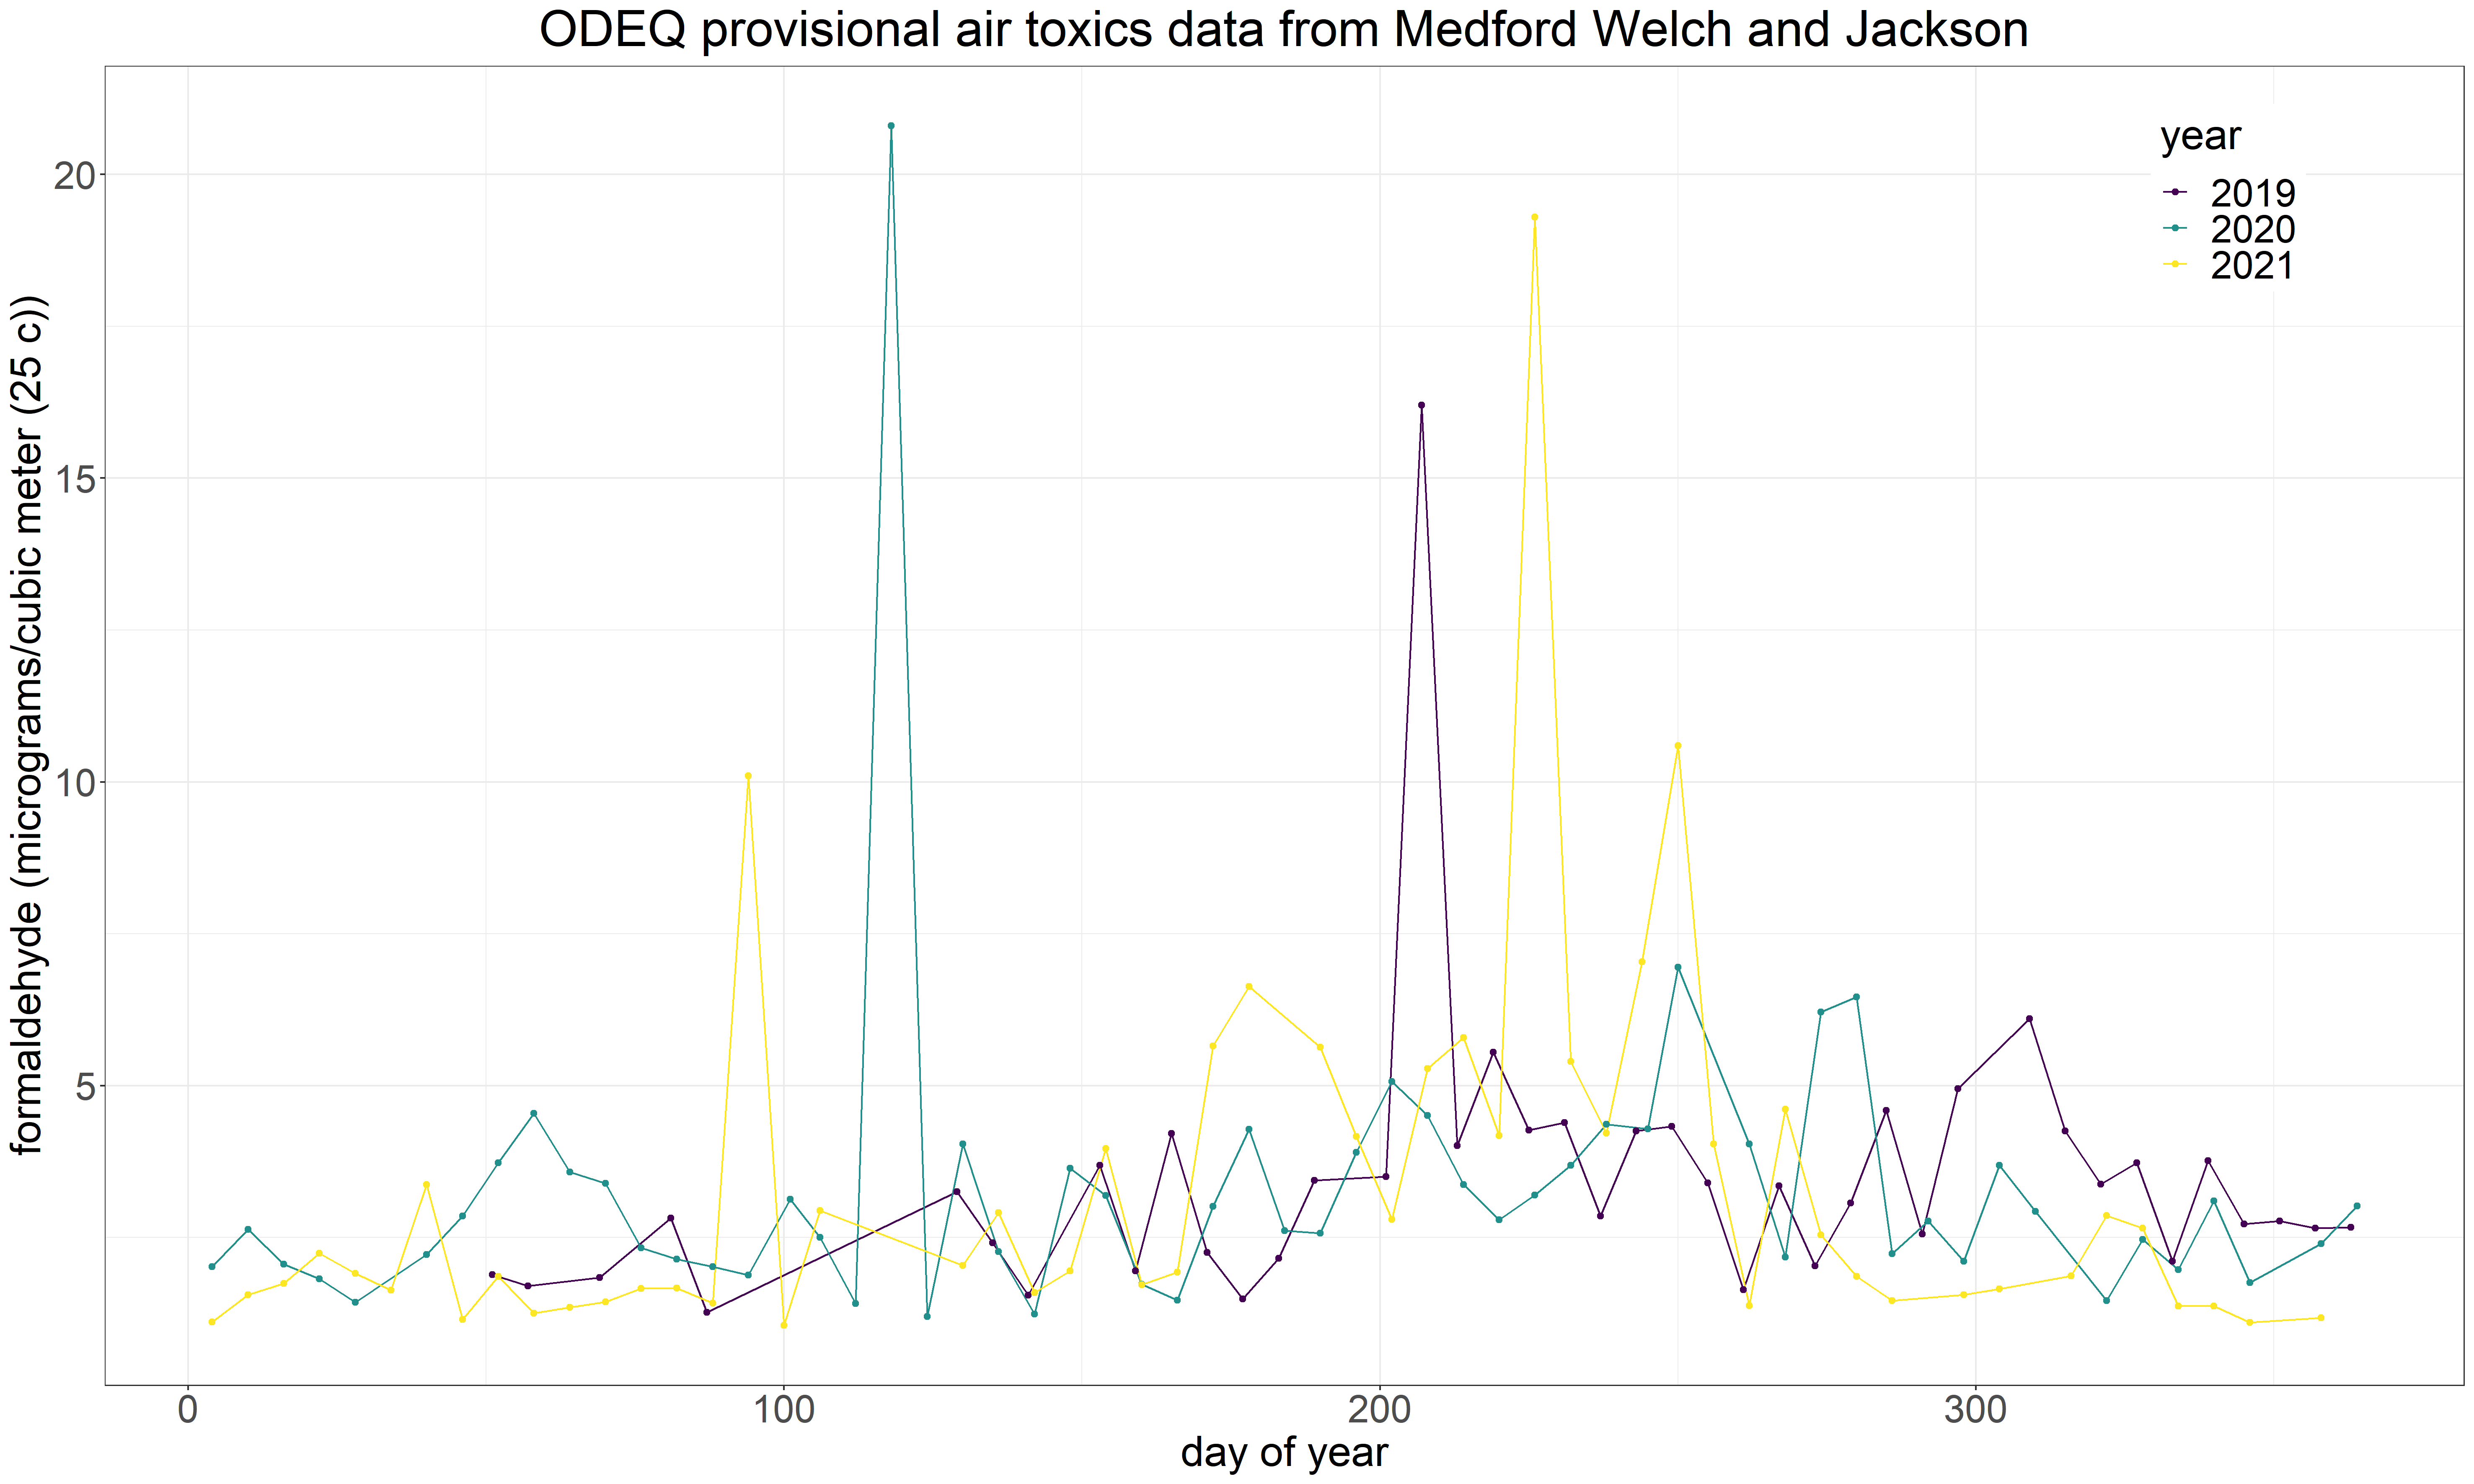 ODEQ provisional air toxics data from Medford Welch and Jackson
formaldehyde (micrograms/cubic meter (25 c))
20
15
10
5
year
2019
2020
2021
0 100 200 300
day of year